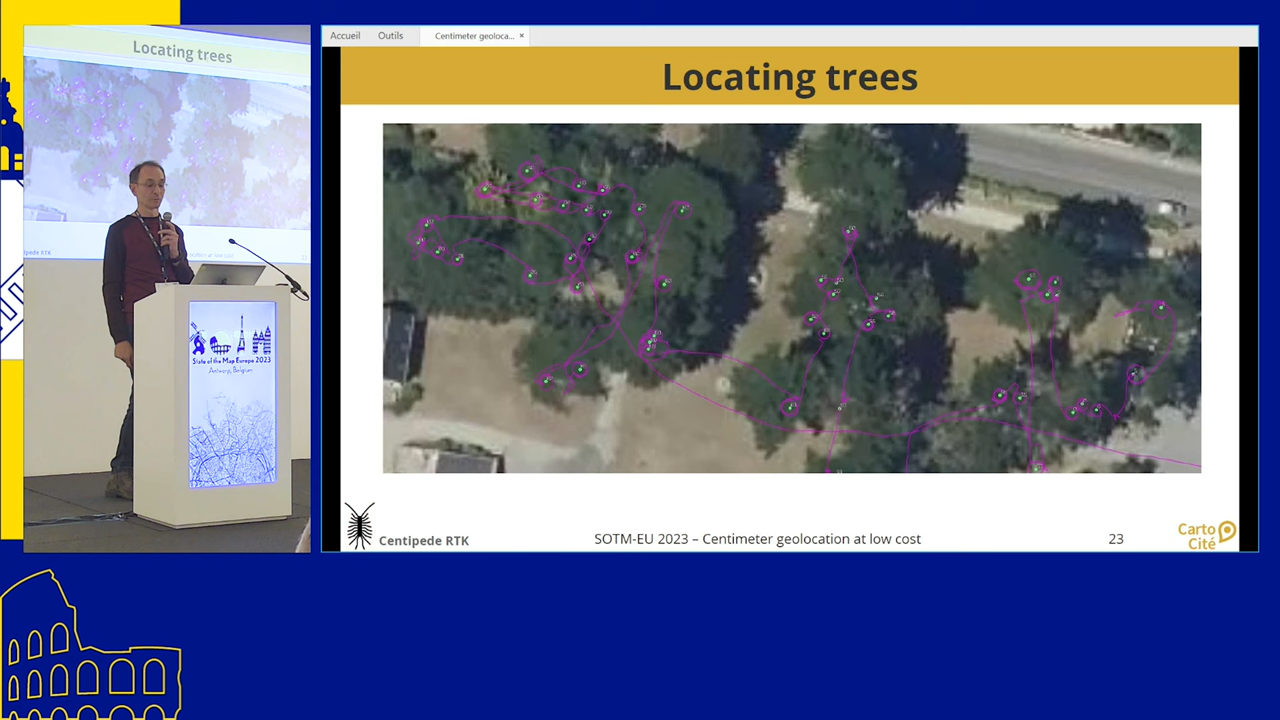 Locating trees
Accueil
Outils
Centimeter geoloca...
Locating trees
State of the Map Europe 2023
Antwerp, Belgium
Centipede RTK
SOTM-EU 2023 – Centimeter geolocation at low cost
23
Carto
Cité